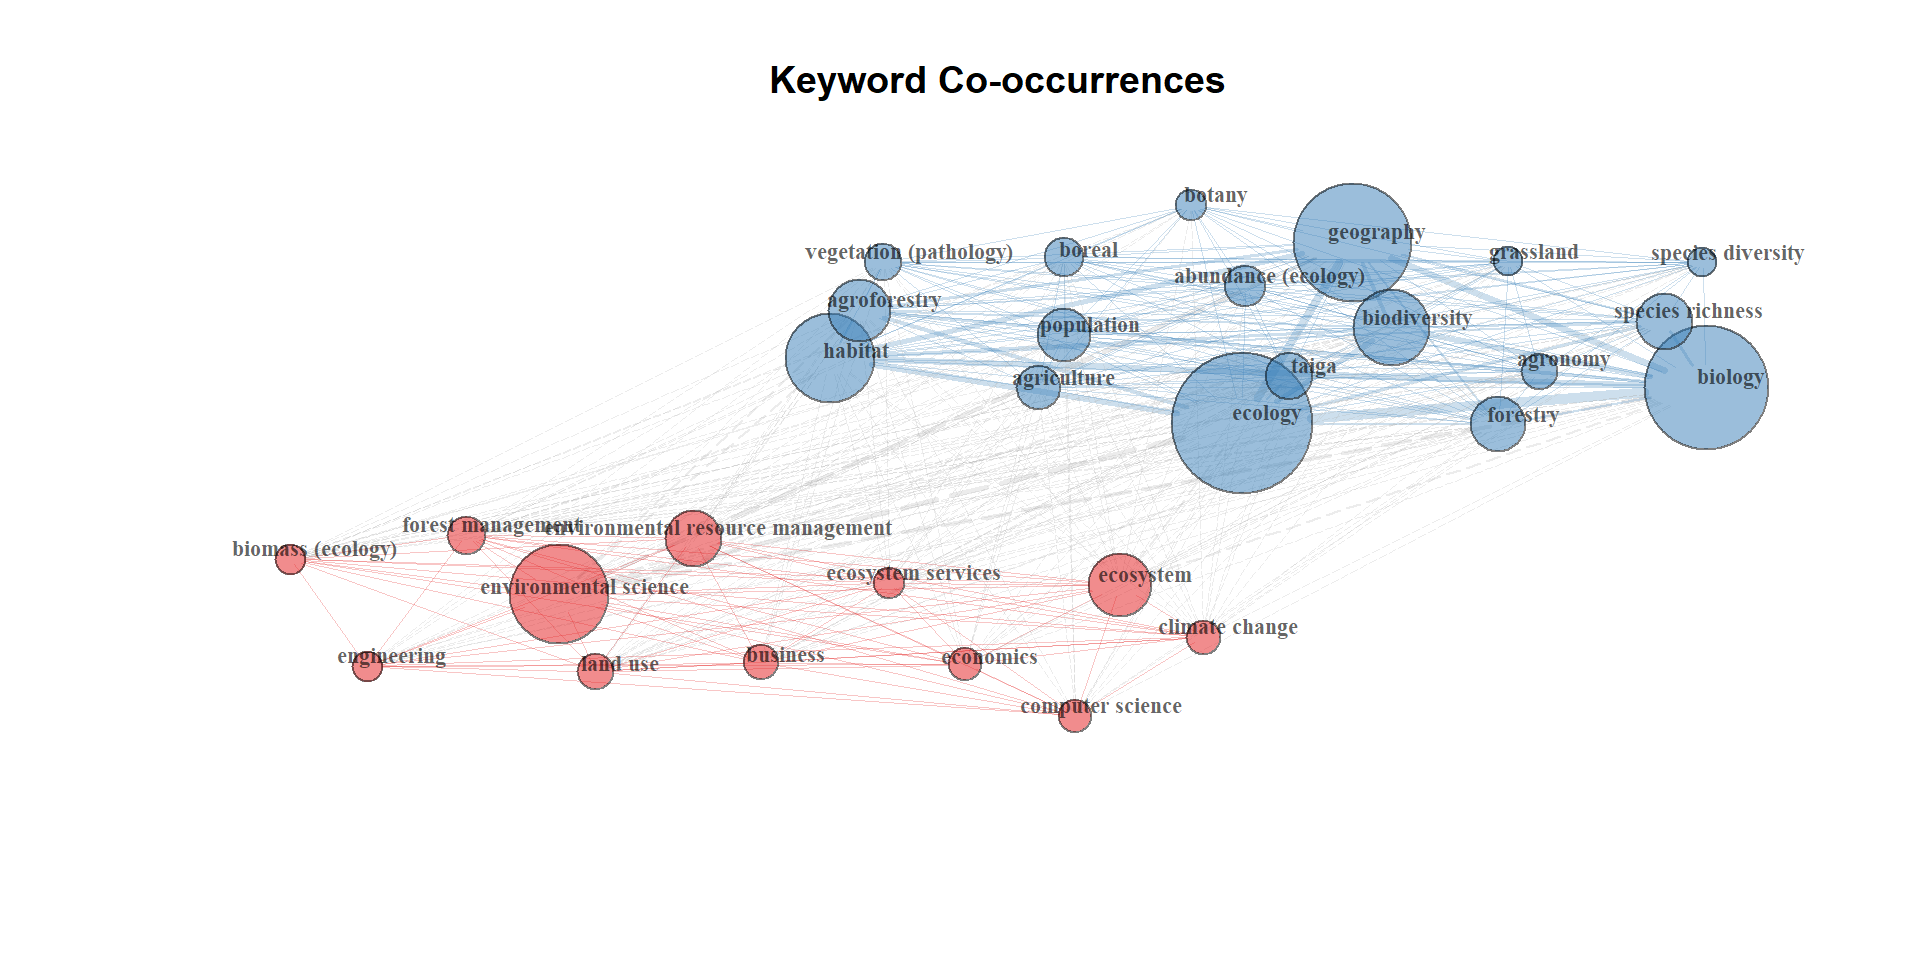 Keyword Co-occurrences
botany
geography
vegetation (pathology)
boreal
grassland
species diversity
abundance (ecology)
agroforestry
species richness
population
biodiversity
habitat
taiga
agronomy
agriculture
biology
ecology
forestry
forest management
environmental resource management
biomass (ecology)
ecosystem services
ecosystem
environmental science
climate change
engineering
land use
business
economics
computer science